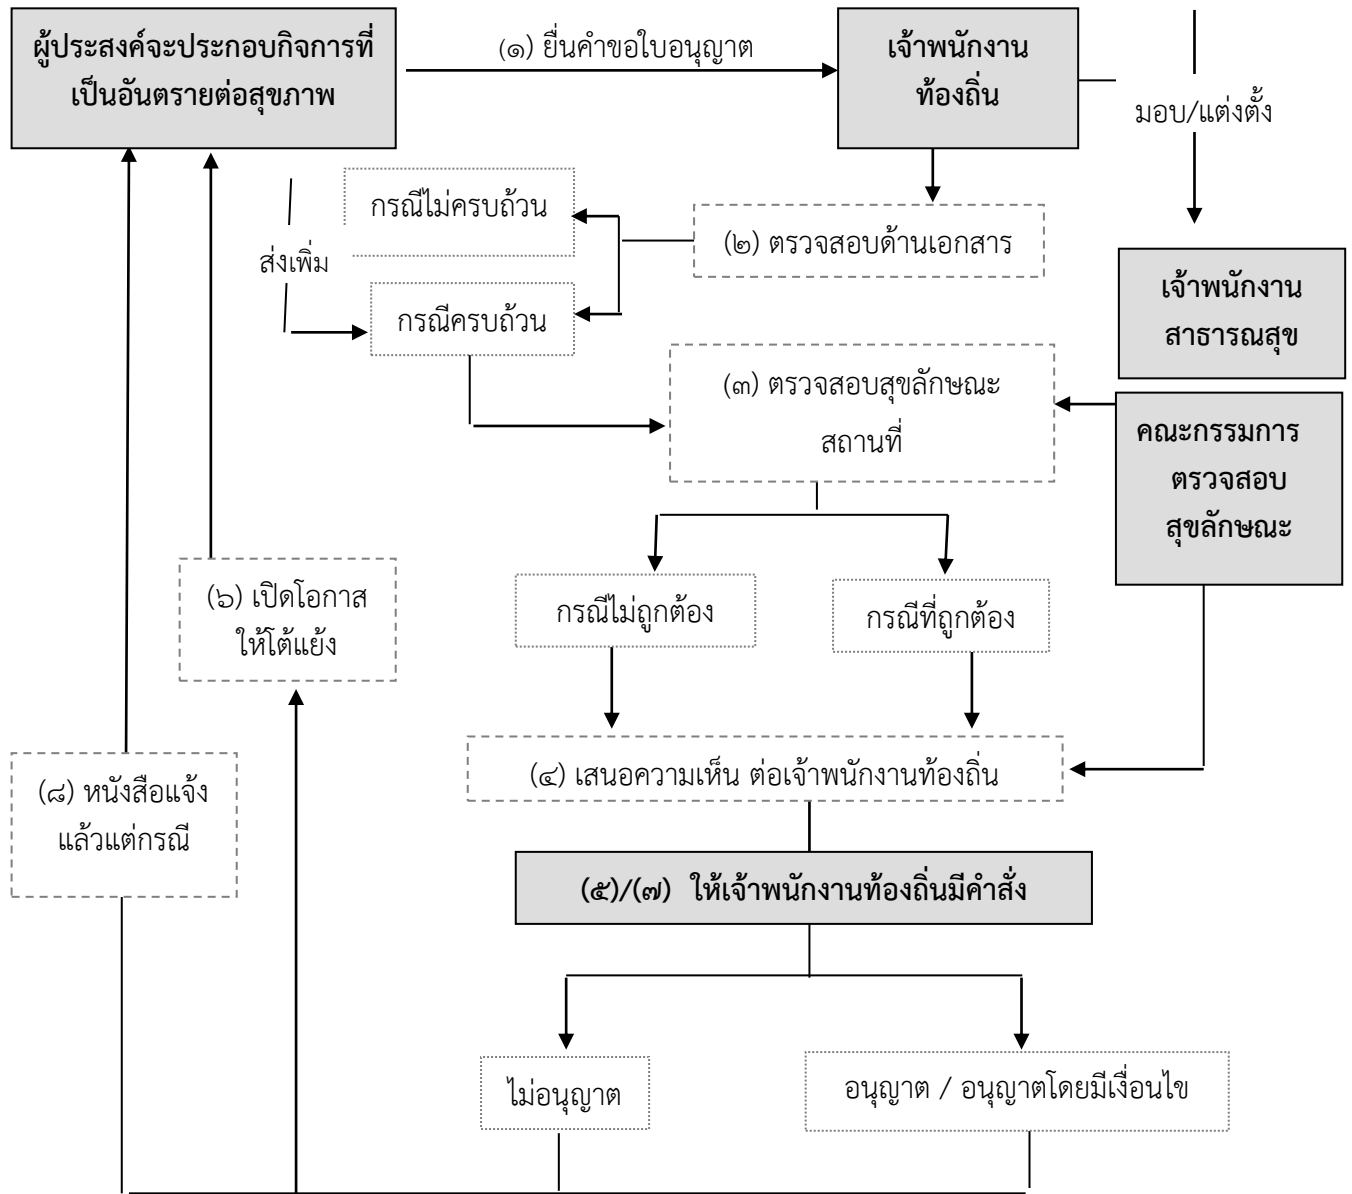 ผู้ประสงค์จะประกอบกิจการที่
เป็นอันตรายต่อสุขภาพ
(๑) ยื่นคำขอใบอนุญาต
เจ้าพนักงาน
ท้องถิ่น
มอบ/แต่งตั้ง
กรณีไม่ครบถ้วน
(๒) ตรวจสอบด้านเอกสาร
ส่งเพิ่ม
กรณีครบถ้วน
เจ้าพนักงาน
สาธารณสุข
(๓) ตรวจสอบสุขลักษณะ
สถานที่
คณะกรรมการ
ตรวจสอบ
สุขลักษณะ
(๖) เปิดโอกาส
ให้โต้แย้ง
กรณีไม่ถูกต้อง
กรณีที่ถูกต้อง
(๔) เสนอความเห็น ต่อเจ้าพนักงานท้องถิ่น
(๘) หนังสือแจ้ง
แล้วแต่กรณี
(๕)/(๗) ให้เจ้าพนักงานท้องถิ่นมีคำสั่ง
ไม่อนุญาต
อนุญาต / อนุญาตโดยมีเงื่อนไข